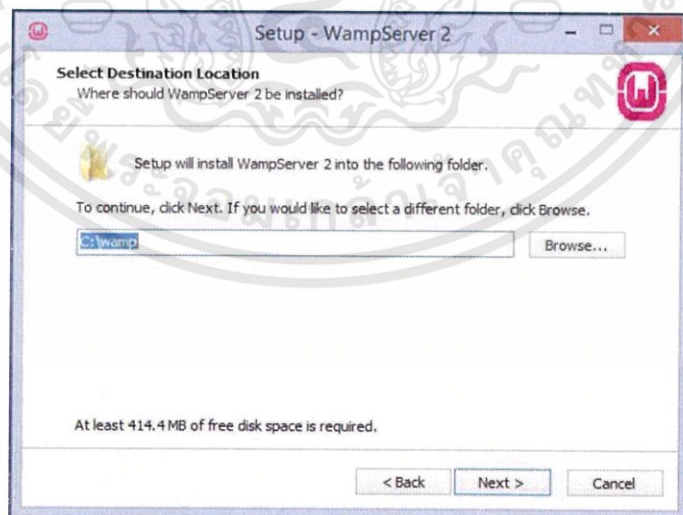 Setup - WampServer 2
Select Destination Location
Where should WampServer 2 be installed?
Setup will install WampServer 2 into the following folder.
To continue, click Next. If you would like to select a different folder, click Browse.
C:\wamp
Browse...
At least 414.4 MB of free disk space is required.
< Back
Next >
Cancel